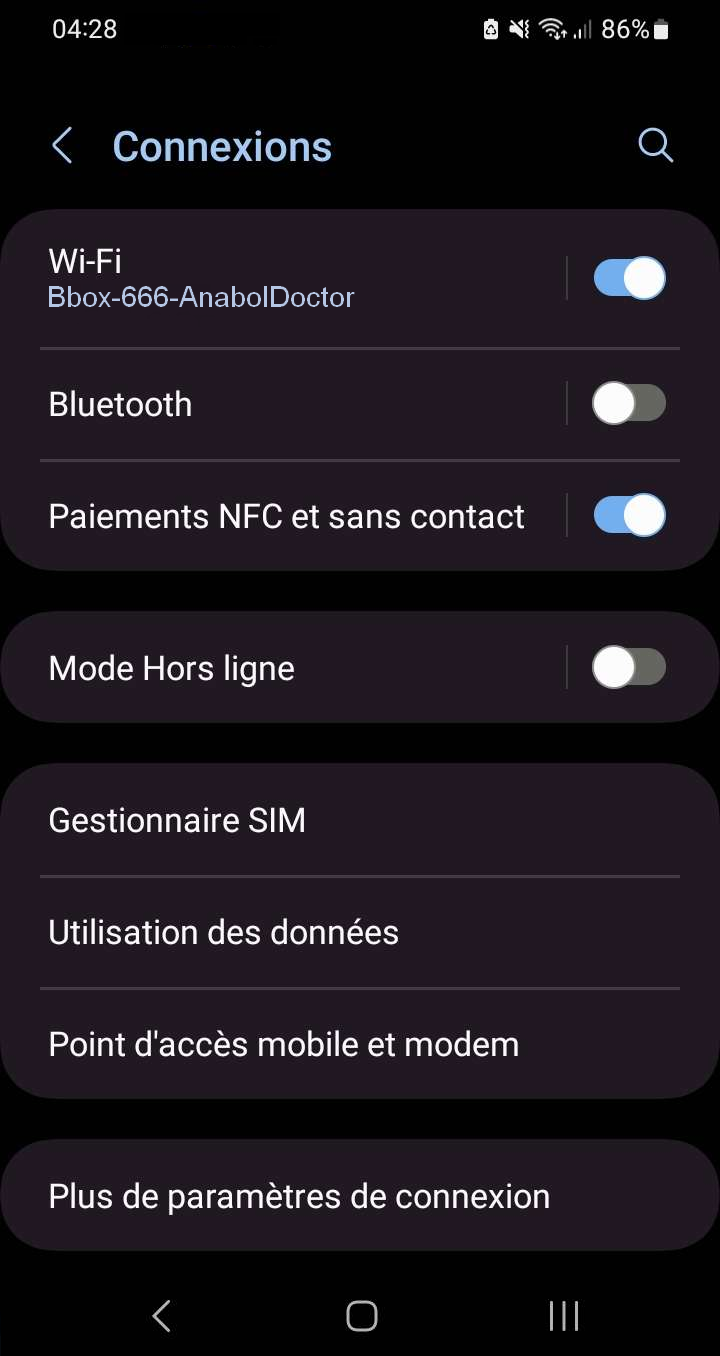 04:28 86%
Connexions
Wi-Fi
Bbox-666-AnabolDoctor
Bluetooth
Paiements NFC et sans contact
Mode Hors ligne
Gestionnaire SIM
Utilisation des données
Point d'accès mobile et modem
Plus de paramètres de connexion